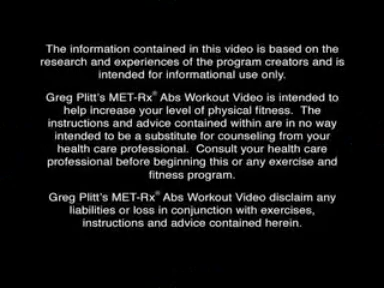 The information contained in this video is based on the
research and experiences of the program creators and is
intended for informational use only.
Greg Plitt's MET-Rx® Abs Workout Video is intended to
help increase your level of physical fitness. The
instructions and advice contained within are in no way
intended to be a substitute for counseling from your
health care professional. Consult your health care
professional before beginning this or any exercise and
fitness program.
Greg Plitt's MET-Rx® Abs Workout Video disclaim any
liabilities or loss in conjunction with exercises,
instructions and advice contained herein.